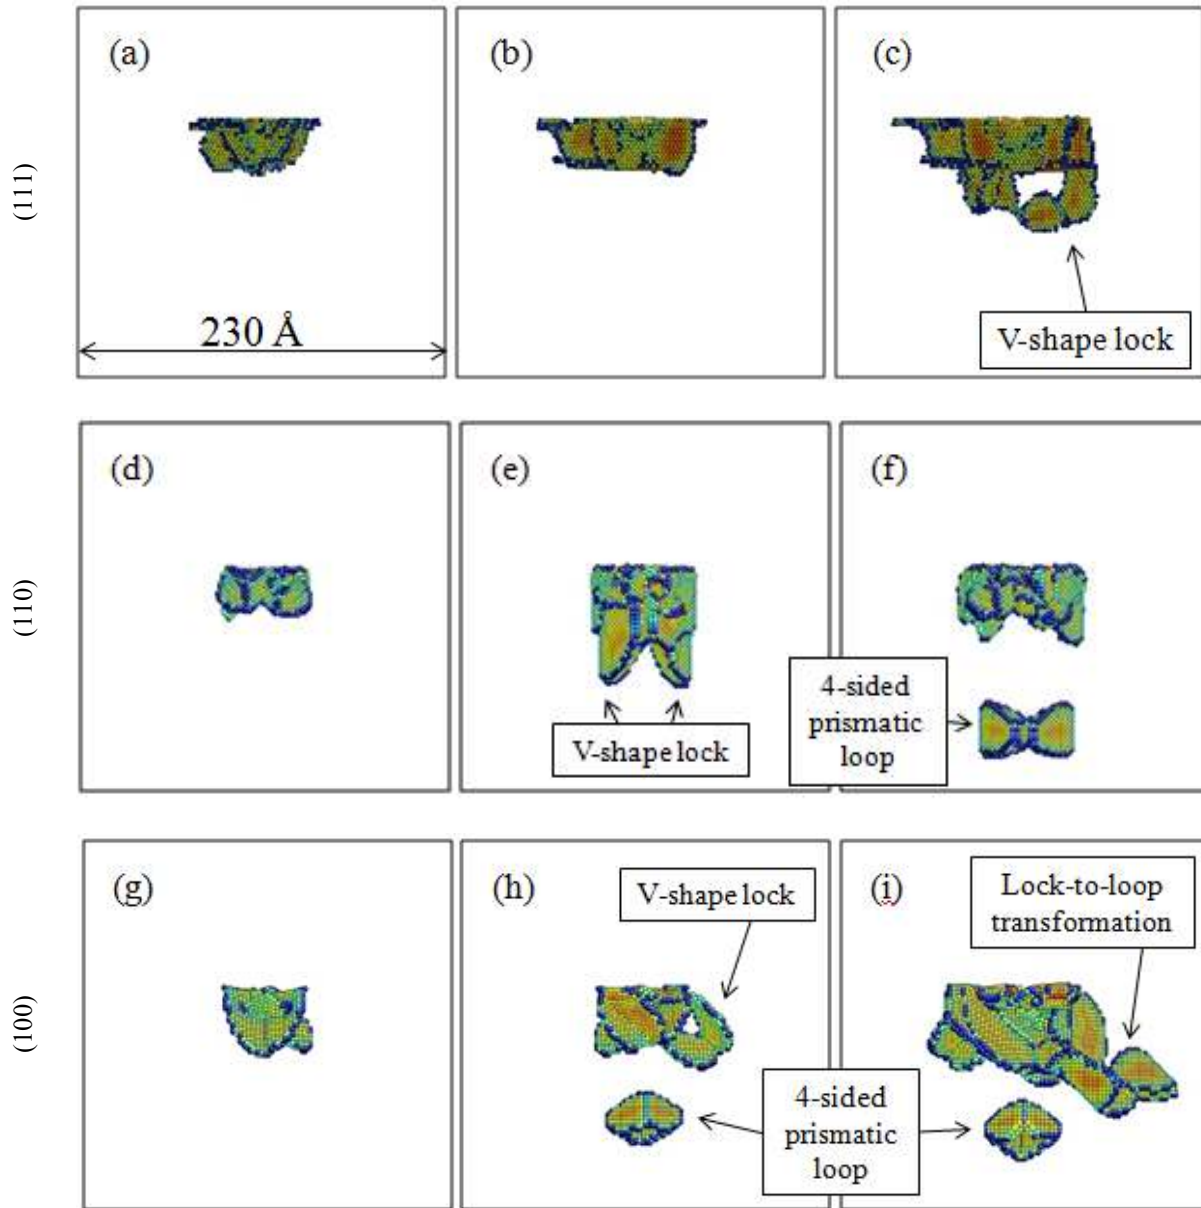 (111)
(a)
(b)
(c)
230 Å
V-shape lock
(110)
(d)
(e)
(f)
V-shape lock
4-sided
prismatic
loop
(100)
(g)
(h)
V-shape lock
(i)
Lock-to-loop
transformation
4-sided
prismatic
loop